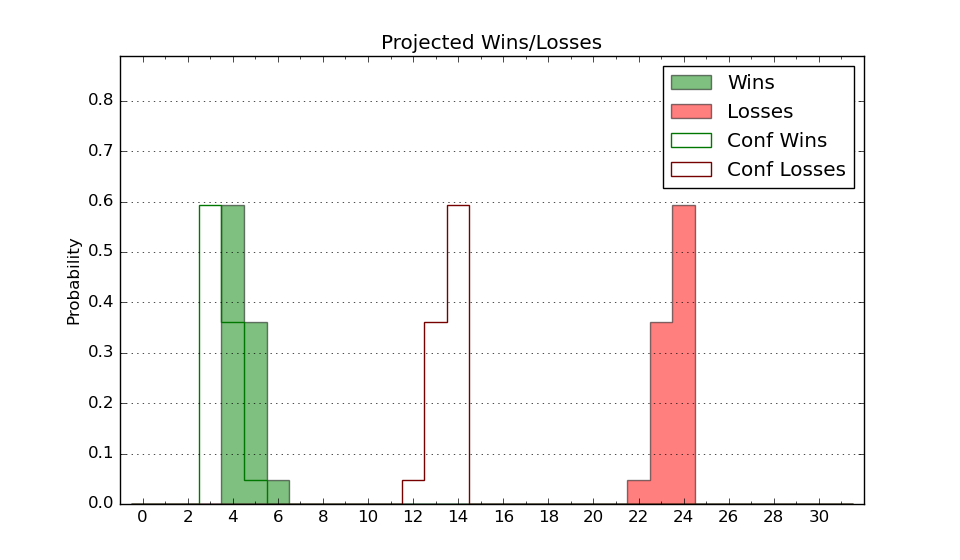 Projected Wins/Losses
Wins
Losses
Conf Wins
Conf Losses
Probability
0.8
0.7
0.6
0.5
0.4
0.3
0.2
0.1
0.0
0 2 4 6 8 10 12 14 16 18 20 22 24 26 28 30